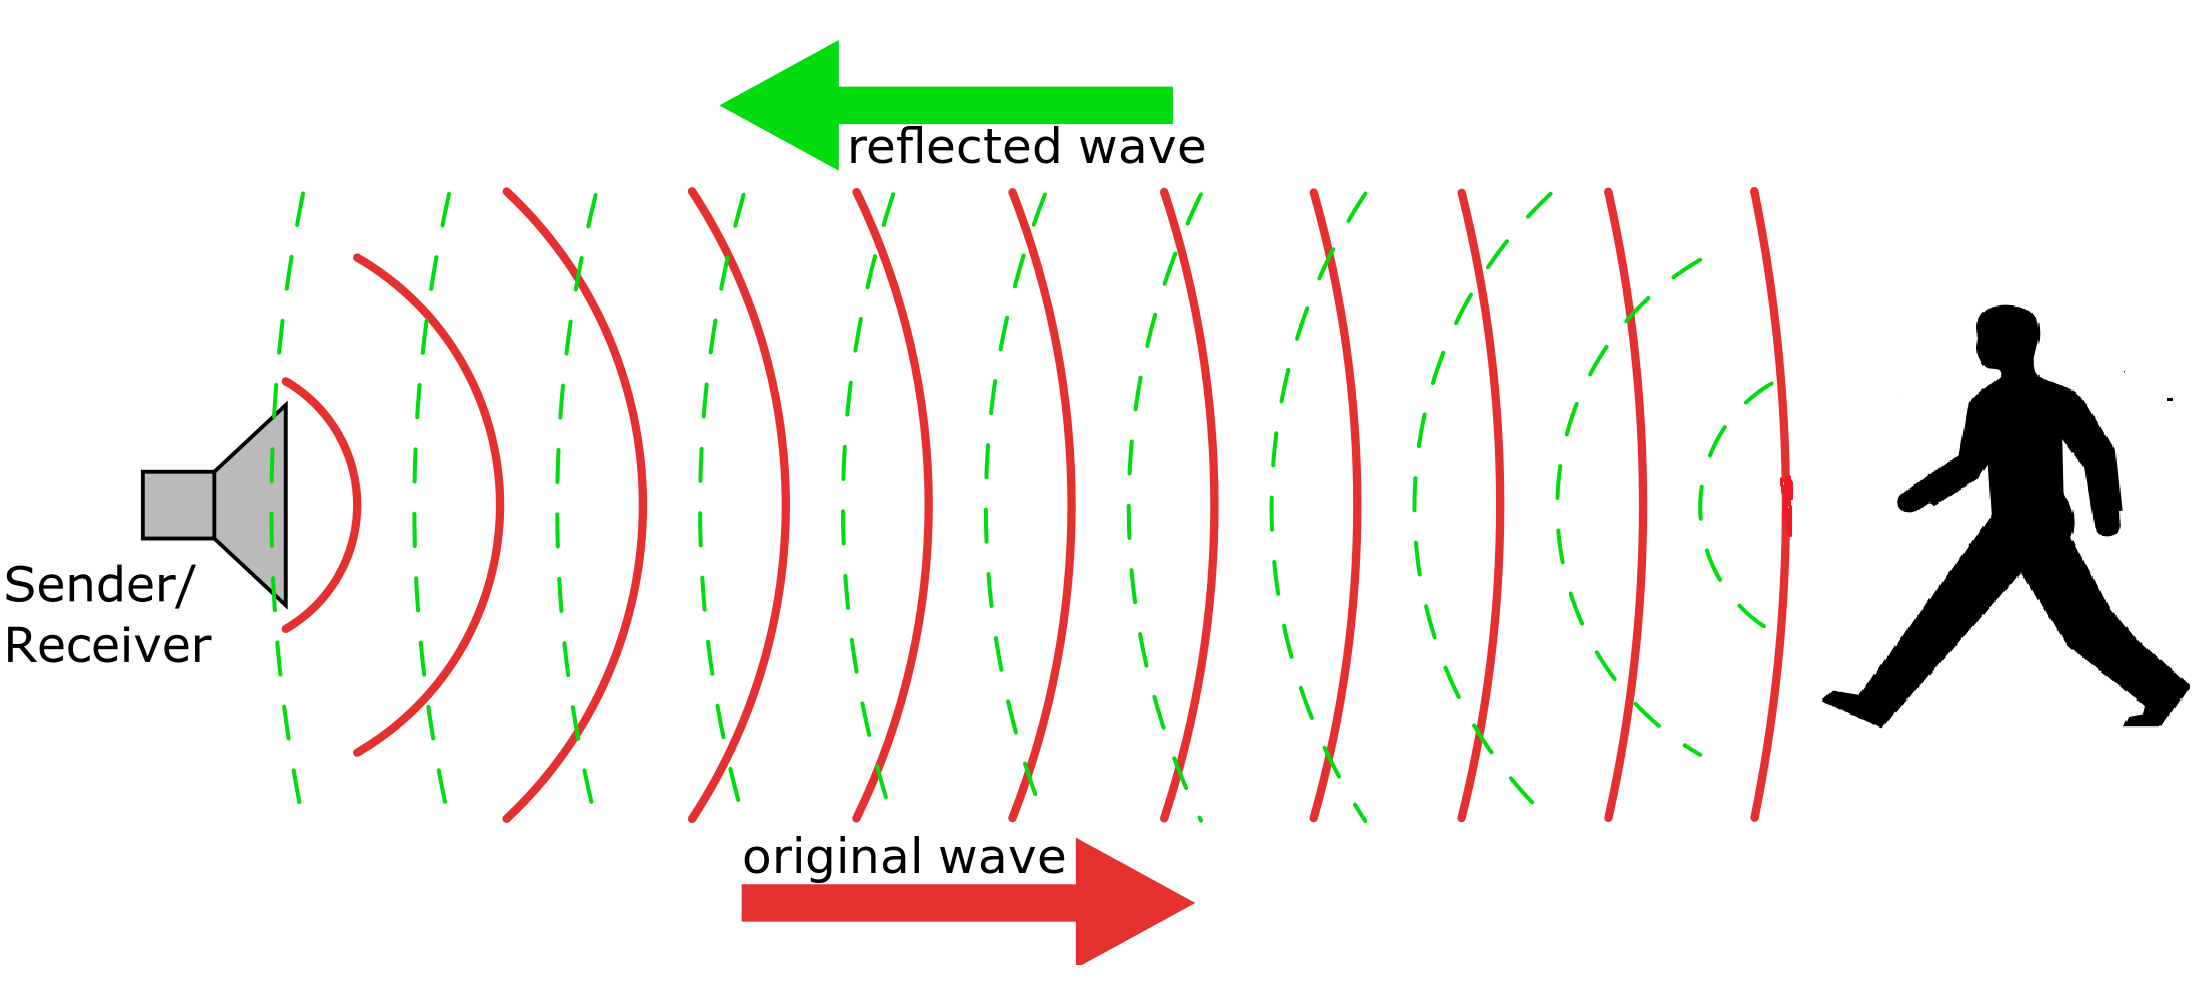 reflected wave
Sender/
Receiver
original wave